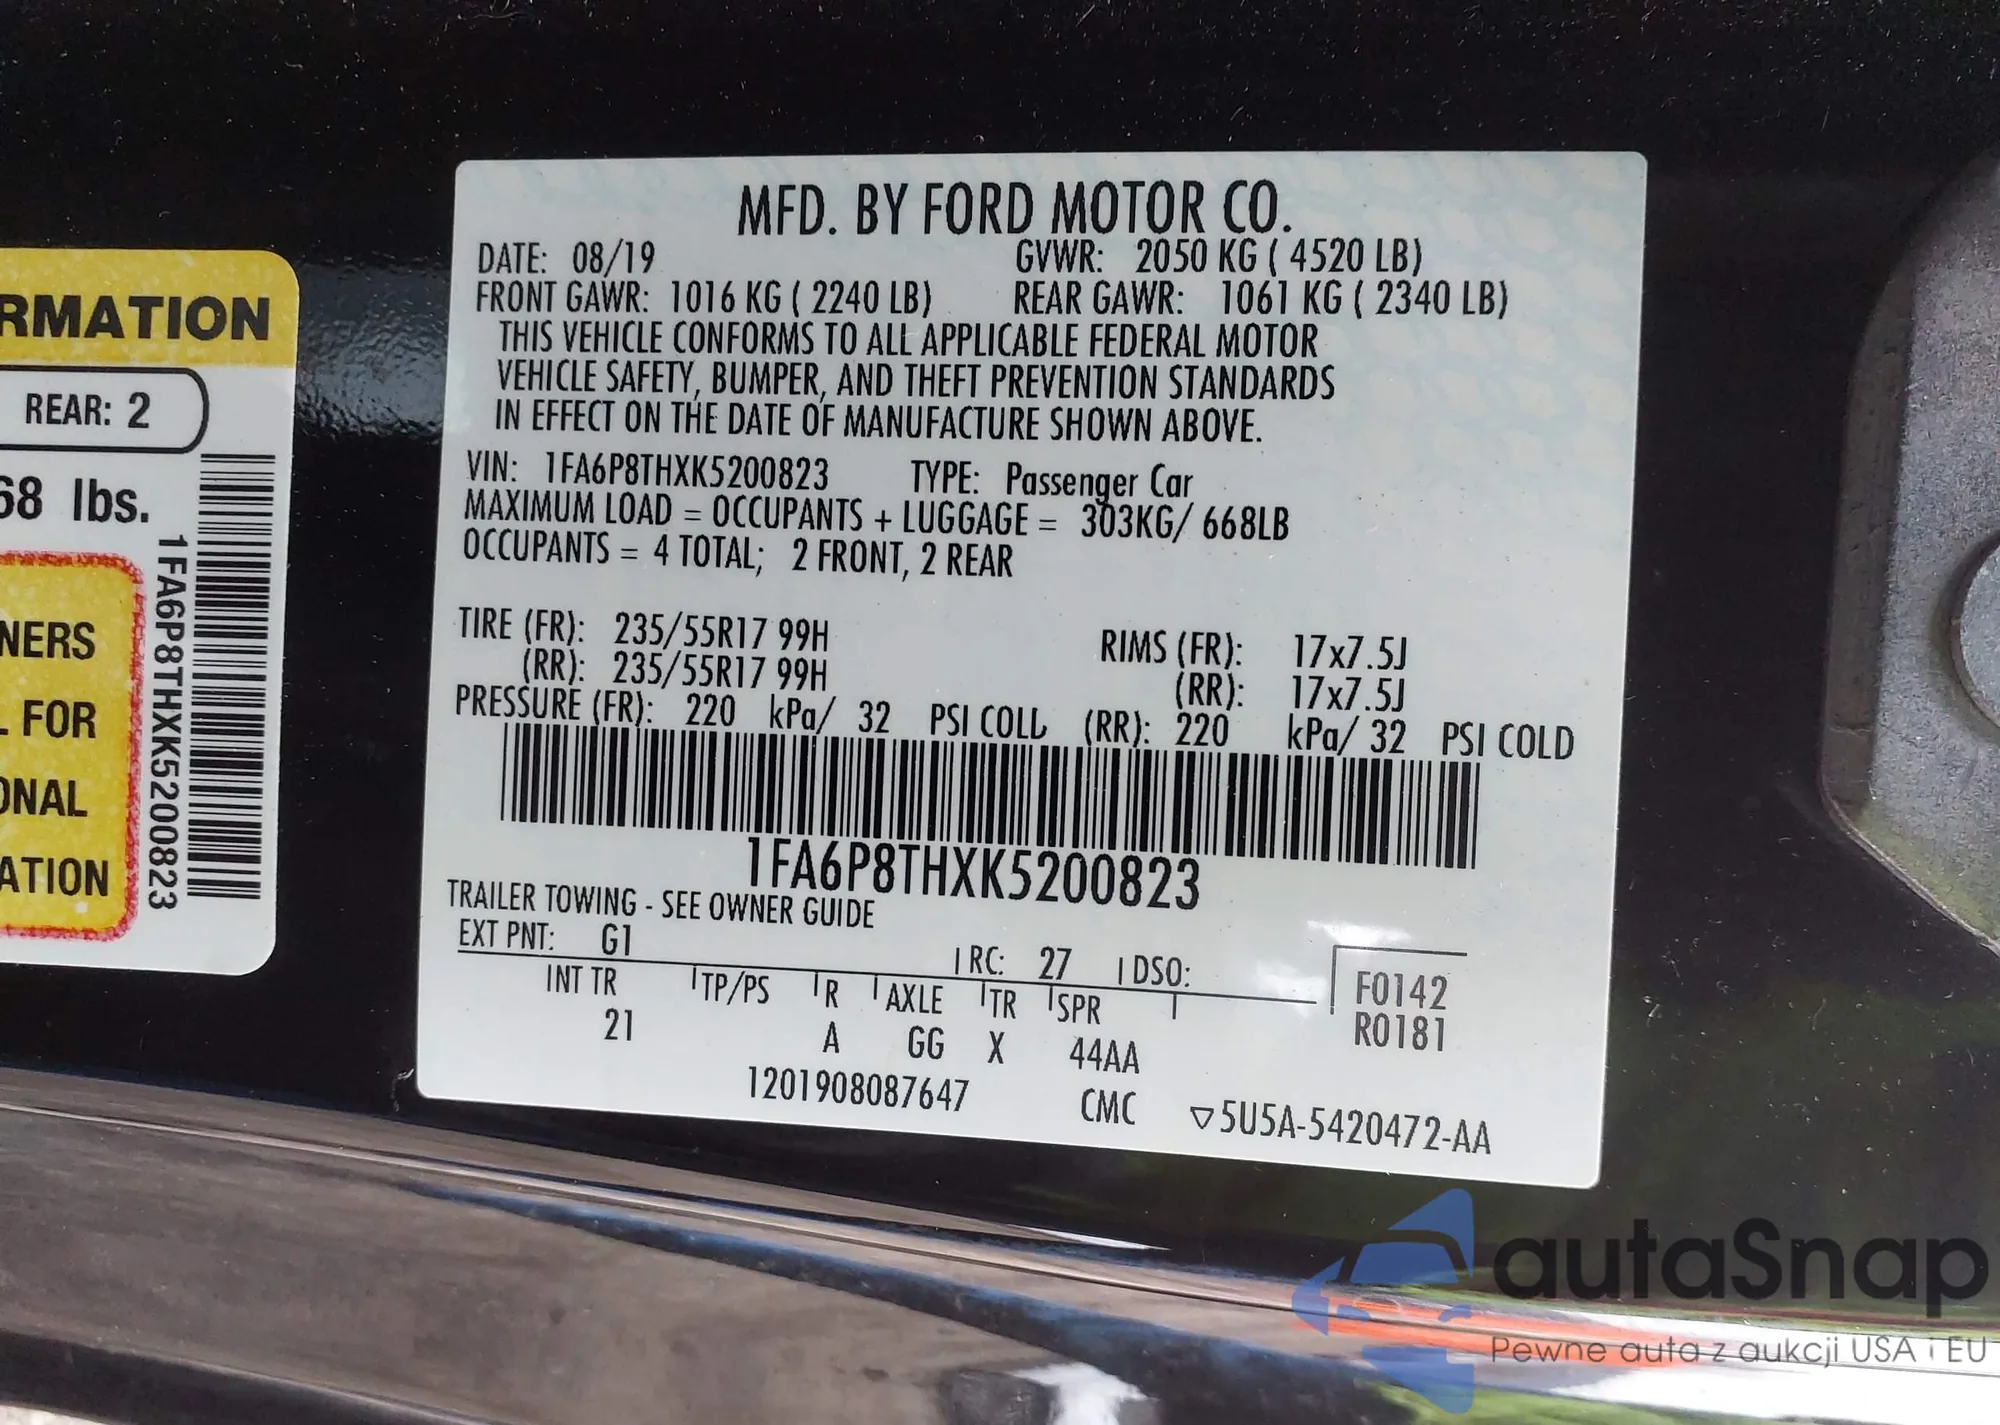 RMATION
REAR: 2
68 lbs.
NERS
L FOR
ONAL
ATION
1FA6P8THXK5200823
MFD. BY FORD MOTOR CO.
DATE: 08/19 GVWR: 2050 KG ( 4520 LB)
FRONT GAWR: 1016 KG ( 2240 LB) REAR GAWR: 1061 KG ( 2340 LB)
THIS VEHICLE CONFORMS TO ALL APPLICABLE FEDERAL MOTOR
VEHICLE SAFETY, BUMPER, AND THEFT PREVENTION STANDARDS
IN EFFECT ON THE DATE OF MANUFACTURE SHOWN ABOVE.
VIN: 1FA6P8THXK5200823 TYPE: Passenger Car
MAXIMUM LOAD = OCCUPANTS + LUGGAGE = 303KG/ 668LB
OCCUPANTS = 4 TOTAL; 2 FRONT, 2 REAR
TIRE (FR): 235/55R17 99H RIMS (FR): 17x7.5J
(RR): 235/55R17 99H (RR): 17x7.5J
PRESSURE (FR): 220 kPa/ 32 PSI COLD (RR): 220 kPa/ 32 PSI COLD
1FA6P8THXK5200823
TRAILER TOWING - SEE OWNER GUIDE
EXT PNT: G1 RC: 27 DSO:
INT TR TP/PS R AXLE TR SPR F0142
21 A GG X 44AA R0181
1201908087647 CMC ▽5U5A-5420472-AA
autaSnap
Pewne auta z aukcji USA i EU